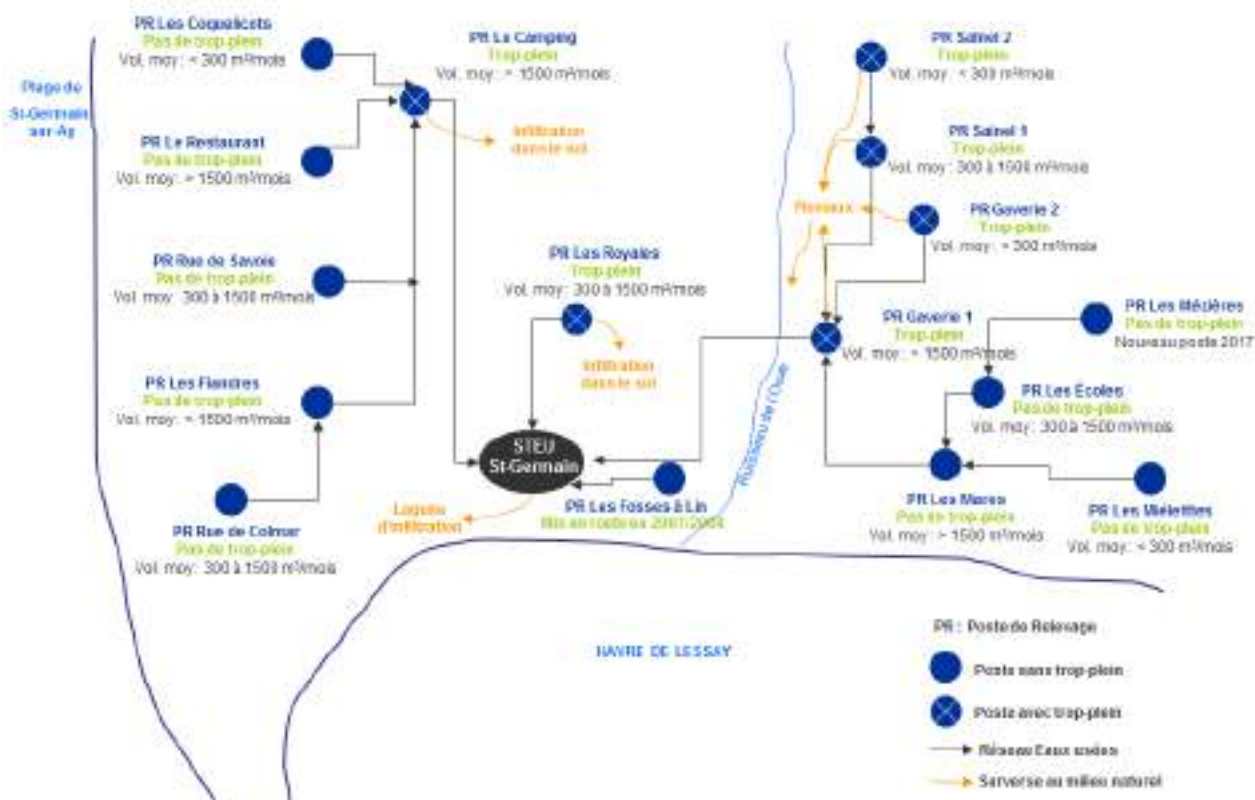 PR Les Coquelicots
Pas de trop-plein
Vol. moy : < 300 m³/mois
PR Le Camping
Trop-plein
Vol. moy : > 1500 m³/mois
PR Salnel 2
Trop-plein
Vol. moy : < 300 m³/mois
Plage de
St-Germain
sur-Ay
PR Le Restaurant
Pas de trop-plein
Vol. moy : > 1500 m³/mois
Infiltration
dans le sol
PR Salnel 1
Trop-plein
Vol. moy : 300 à 1500 m³/mois
PR Gaverie 2
Trop-plein
Vol. moy : < 300 m³/mois
PR Rue de Savoie
Pas de trop-plein
Vol. moy : 300 à 1500 m³/mois
PR Les Royales
Trop-plein
Vol. moy : 300 à 1500 m³/mois
PR Gaverie 1
Trop-plein
Vol. moy : > 1500 m³/mois
PR Les Mézières
Pas de trop-plein
Nouveau poste 2017
Infiltration
dans le sol
PR Les Flandres
Pas de trop-plein
Vol. moy : > 1500 m³/mois
PR Les Écoles
Pas de trop-plein
Vol. moy : 300 à 1500 m³/mois
Ruisseau de
STEU
St-Germain
Lagune
d'infiltration
PR Les Fosses à Lin
Mis en route en
PR Les Mares
Pas de trop-plein
Vol. moy : > 1500 m³/mois
PR Les
Pas de trop-plein
Vol. moy : < 300 m³/mois
PR Rue de Colmar
Pas de trop-plein
Vol. moy : 300 à 1500 m³/mois
HAVRE DE LESSAY
PR : Poste de Relevage
Poste sans trop-plein
Poste avec trop-plein
Réseau Eaux usées
Surverse au milieu naturel